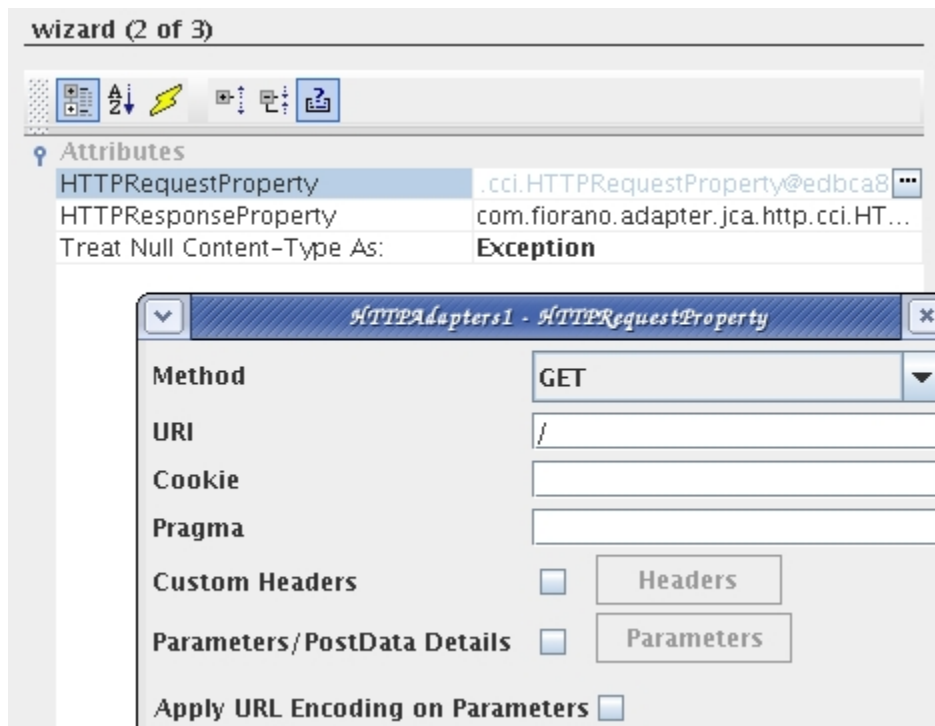 wizard (2 of 3)
Attributes
HTTPRequestProperty .cci.HTTPRequestProperty@edbca8 ...
HTTPResponseProperty com.fiorano.adapter.jca.http.cci.HT...
Treat Null Content-Type As: Exception
HTTPAdapters1 - HTTPRequestProperty
Method GET
URI /
Cookie
Pragma
Custom Headers Headers
Parameters/PostData Details Parameters
Apply URL Encoding on Parameters